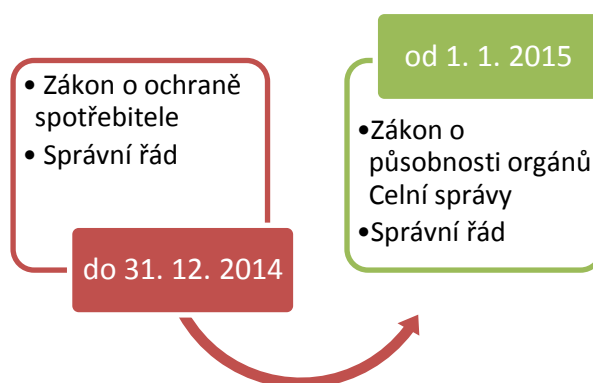 • Zákon o ochraně
spotřebitele
• Správní řád
do 31. 12. 2014
od 1. 1. 2015
•Zákon o
působnosti orgánů
Celní správy
•Správní řád